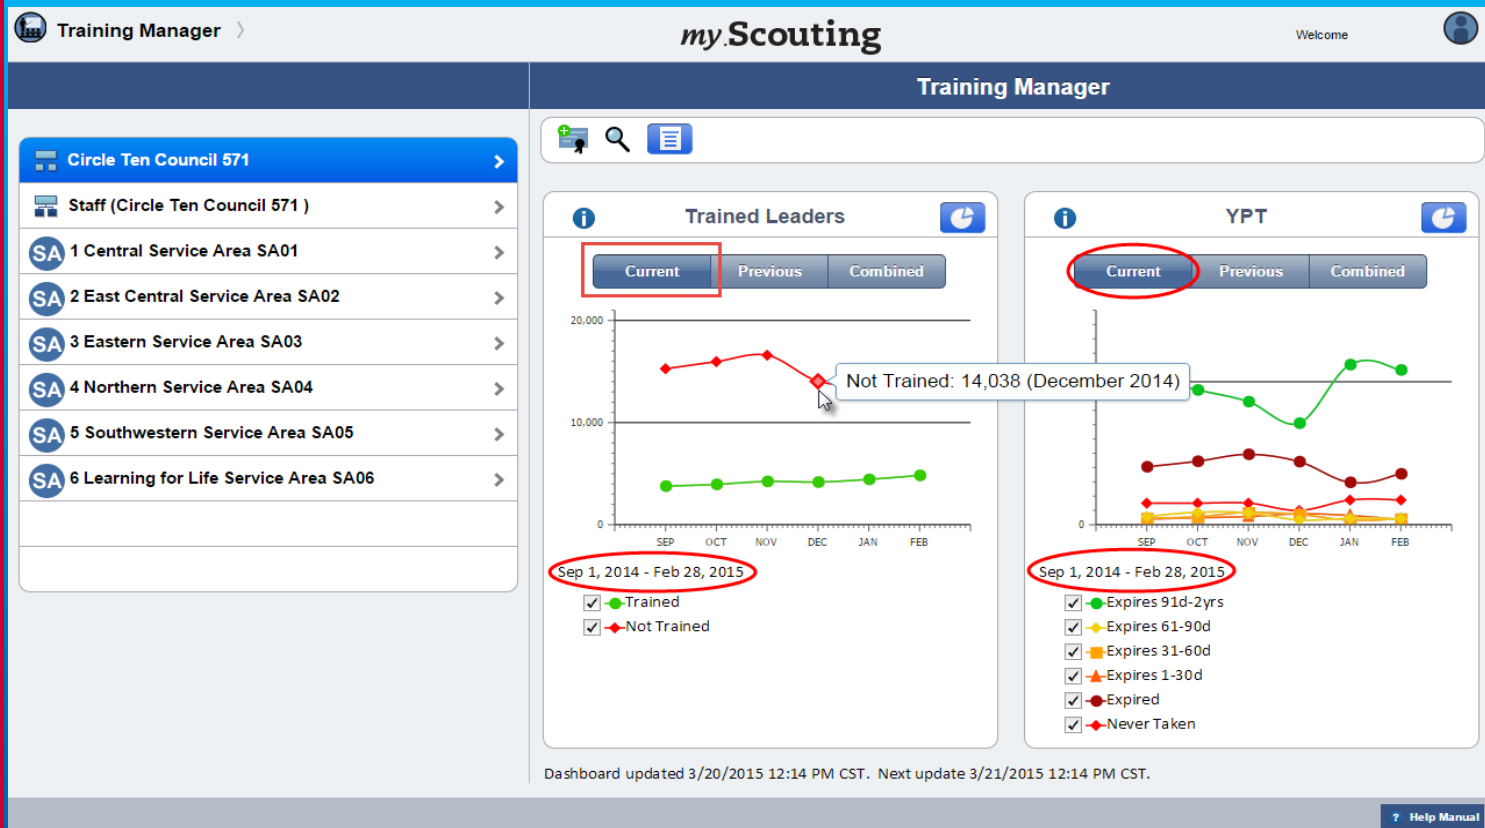 Training Manager
my.Scouting
Welcome
Training Manager
Circle Ten Council 571
Staff (Circle Ten Council 571 )
SA 1 Central Service Area SA01
SA 2 East Central Service Area SA02
SA 3 Eastern Service Area SA03
SA 4 Northern Service Area SA04
SA 5 Southwestern Service Area SA05
SA 6 Learning for Life Service Area SA06
Trained Leaders
Current Previous Combined
20,000
Not Trained: 14,038 (December 2014)
10,000
0
SEP OCT NOV DEC JAN FEB
Sep 1, 2014 - Feb 28, 2015
Trained
Not Trained
YPT
Current Previous Combined
0
SEP OCT NOV DEC JAN FEB
Sep 1, 2014 - Feb 28, 2015
Expires 91d-2yrs
Expires 61-90d
Expires 31-60d
Expires 1-30d
Expired
Never Taken
Dashboard updated 3/20/2015 12:14 PM CST. Next update 3/21/2015 12:14 PM CST.
? Help Manual